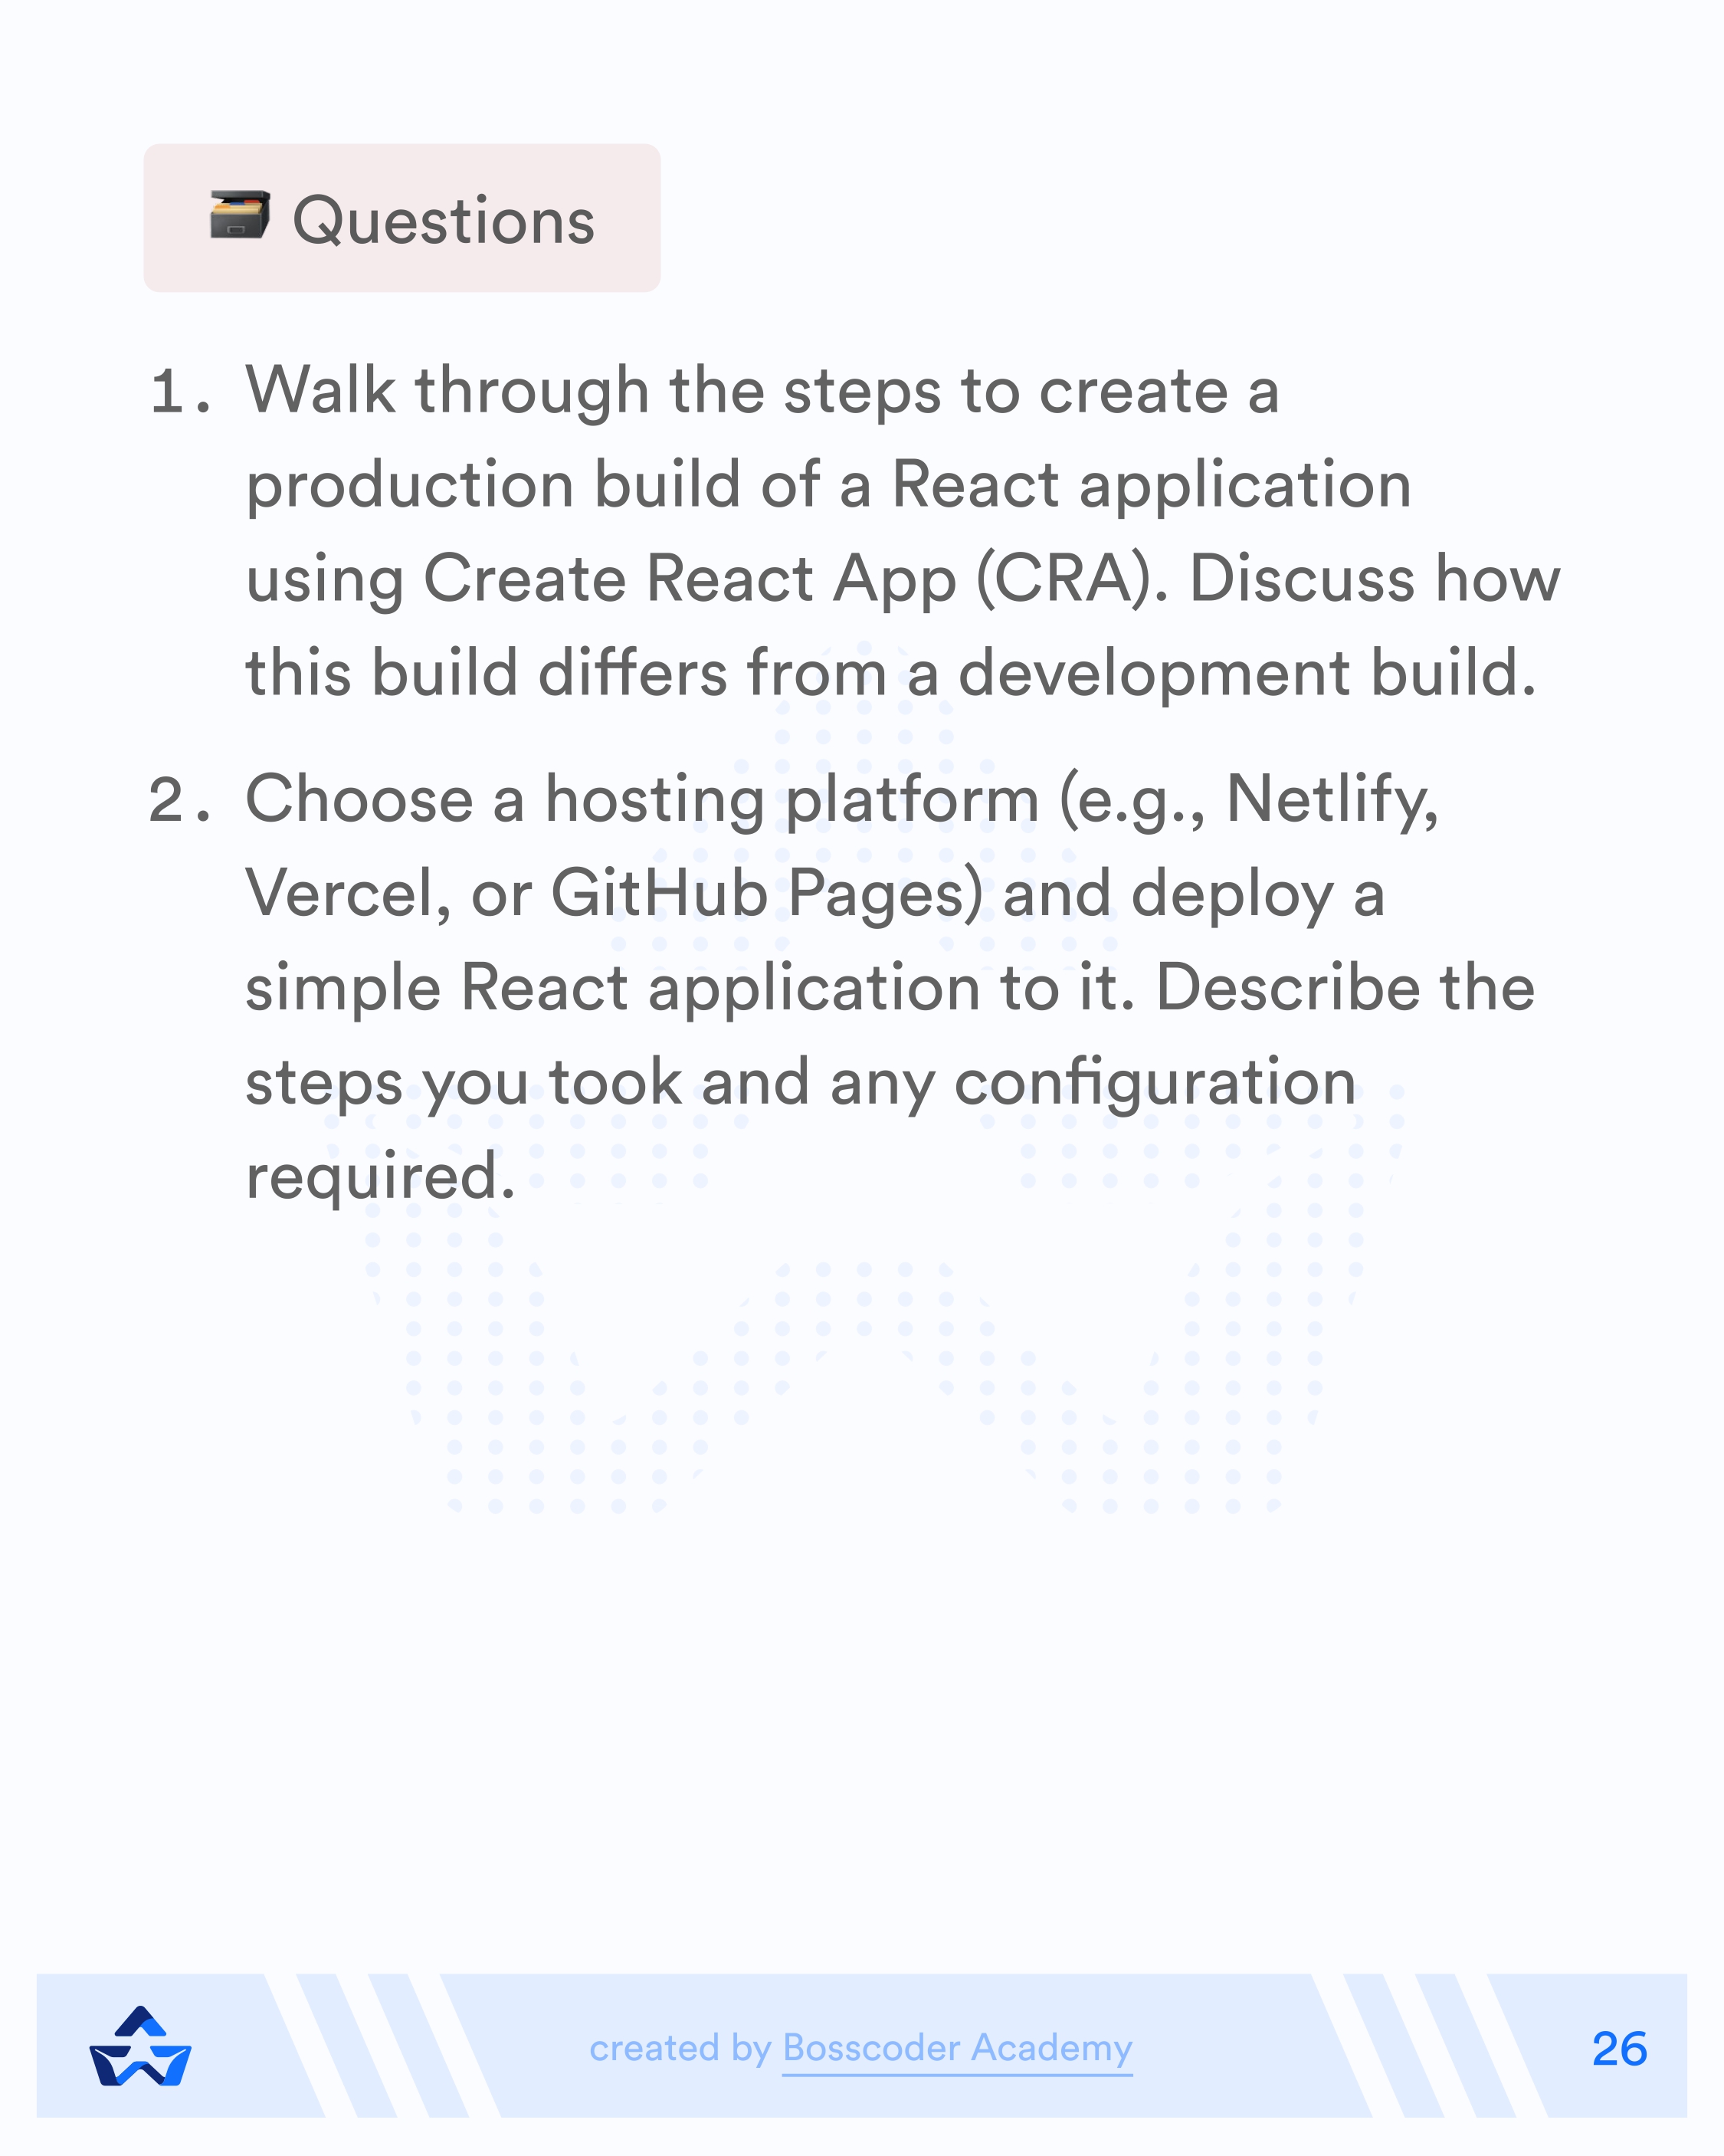 Questions
1. Walk through the steps to create a
production build of a React application
using Create React App (CRA). Discuss how
this build differs from a development build.
2. Choose a hosting platform (e.g., Netlify,
Vercel, or GitHub Pages) and deploy a
simple React application to it. Describe the
steps you took and any configuration
required.
created by Bosscoder Academy
26